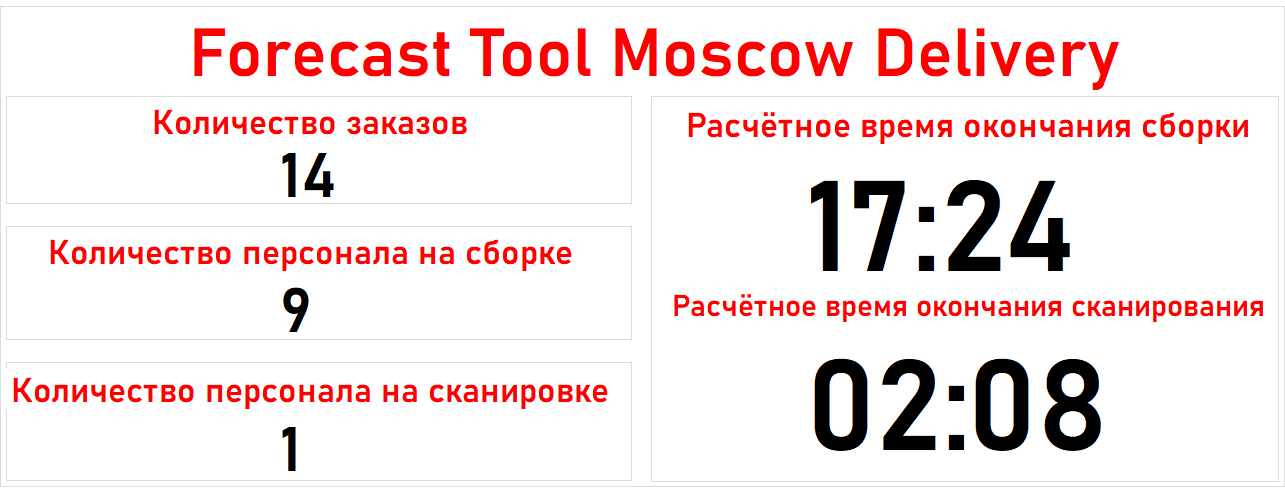 Forecast Tool Moscow Delivery
Количество заказов
14
Количество персонала на сборке
9
Количество персонала на сканировке
1
Расчётное время окончания сборки
17:24
Расчётное время окончания сканирования
02:08